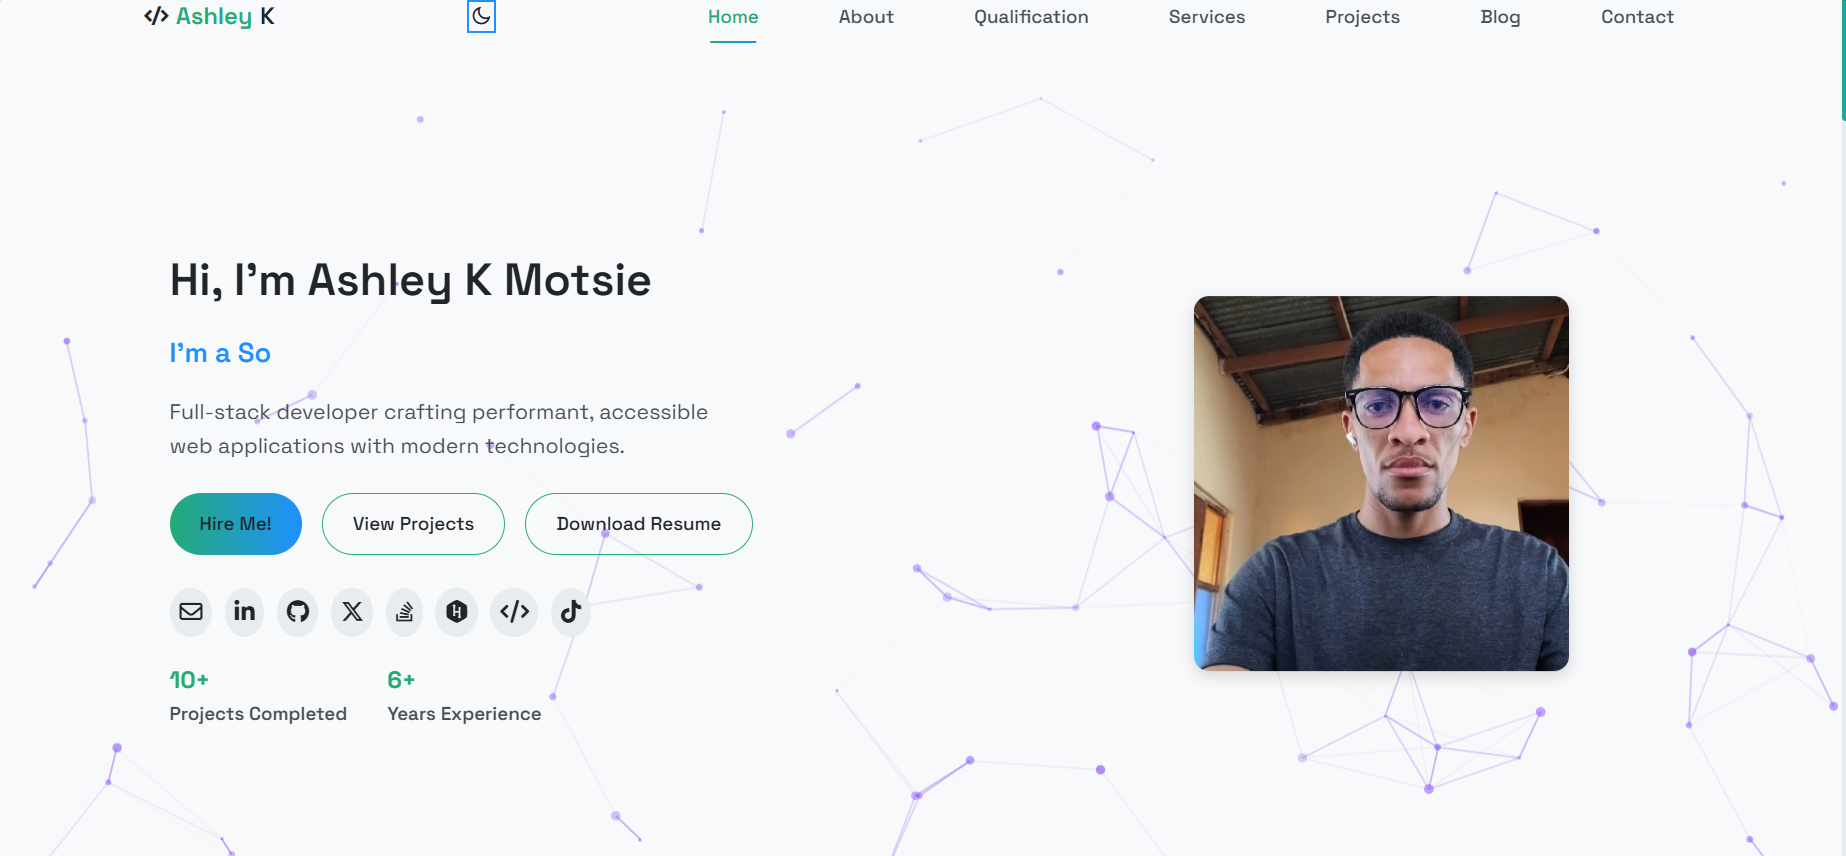 </> Ashley K
Home About Qualification Services Projects Blog Contact
Hi, I'm Ashley K Motsie
I'm a So
Full-stack developer crafting performant, accessible
web applications with modern technologies.
Hire Me! View Projects Download Resume
10+ 6+
Projects Completed Years Experience